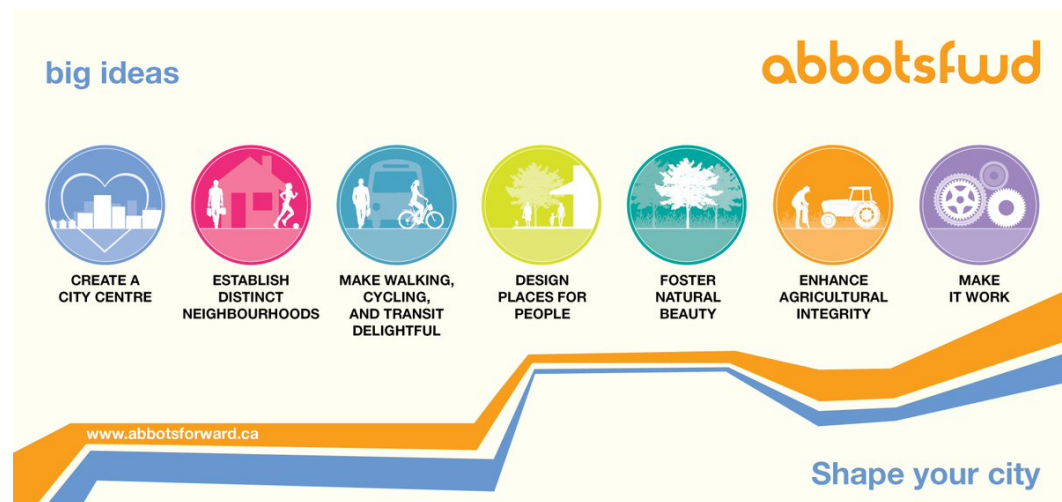 big ideas
abbotsfwd
CREATE A
CITY CENTRE
ESTABLISH
DISTINCT
NEIGHBOURHOODS
MAKE WALKING,
CYCLING,
AND TRANSIT
DELIGHTFUL
DESIGN
PLACES FOR
PEOPLE
FOSTER
NATURAL
BEAUTY
ENHANCE
AGRICULTURAL
INTEGRITY
MAKE
IT WORK
www.abbotsforward.ca
Shape your city